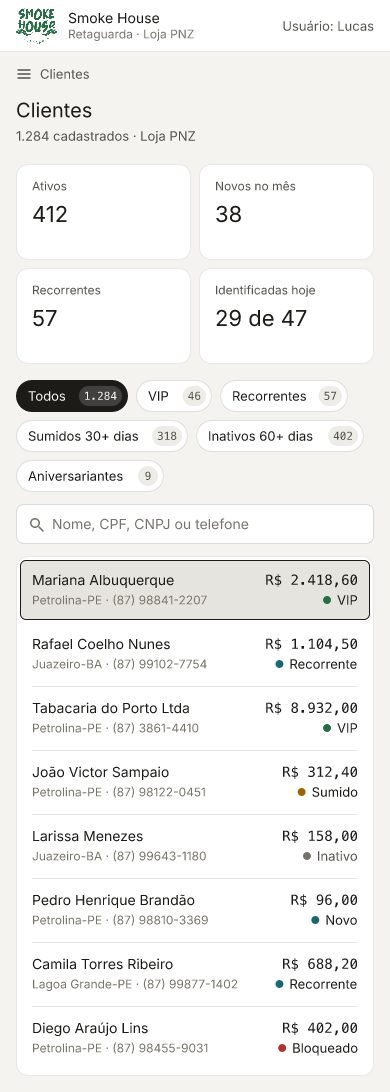 SMOKE
HOUSE
Smoke House
Retaguarda · Loja PNZ
Usuário: Lucas
Clientes
Clientes
1.284 cadastrados · Loja PNZ
Ativos
412
Novos no mês
38
Recorrentes
57
Identificadas hoje
29 de 47
Todos 1.284
VIP 46
Recorrentes 57
Sumidos 30+ dias 318
Inativos 60+ dias 402
Aniversariantes 9
Nome, CPF, CNPJ ou telefone
Mariana Albuquerque R$ 2.418,60
Petrolina-PE · (87) 98841-2207 VIP
Rafael Coelho Nunes R$ 1.104,50
Juazeiro-BA · (87) 99102-7754 Recorrente
Tabacaria do Porto Ltda R$ 8.932,00
Petrolina-PE · (87) 3861-4410 VIP
João Victor Sampaio R$ 312,40
Petrolina-PE · (87) 98122-0451 Sumido
Larissa Menezes R$ 158,00
Juazeiro-BA · (87) 99643-1180 Inativo
Pedro Henrique Brandão R$ 96,00
Petrolina-PE · (87) 98810-3369 Novo
Camila Torres Ribeiro R$ 688,20
Lagoa Grande-PE · (87) 99877-1402 Recorrente
Diego Araújo Lins R$ 402,00
Petrolina-PE · (87) 98455-9031 Bloqueado